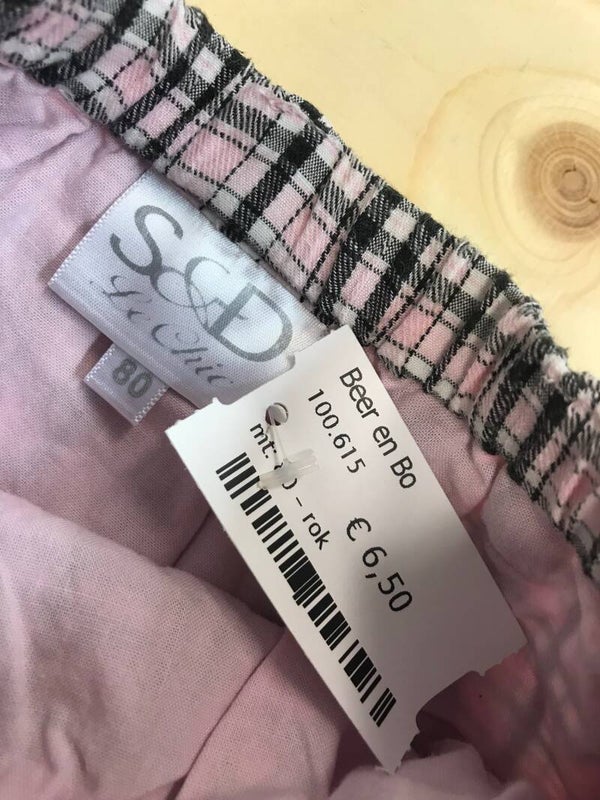 S&D
Le Chic
80
Beer en Bo
100.615
mt: – rok
€ 6,50